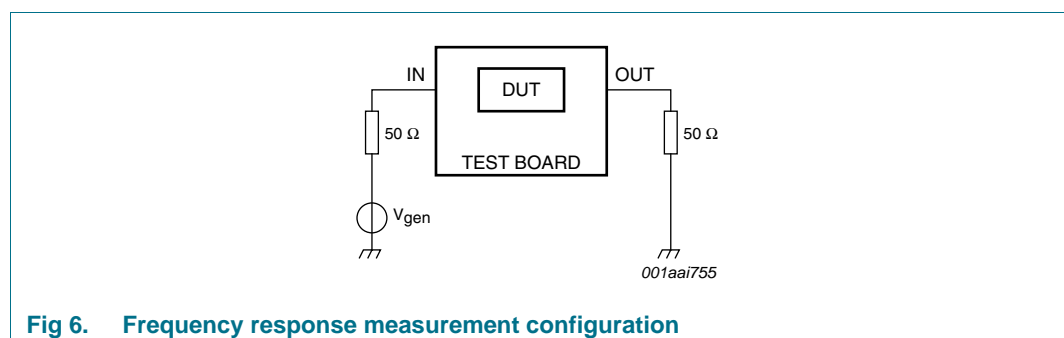 IN
OUT
DUT
50 Ω
50 Ω
TEST BOARD
Vgen
001aai755
Fig 6. Frequency response measurement configuration